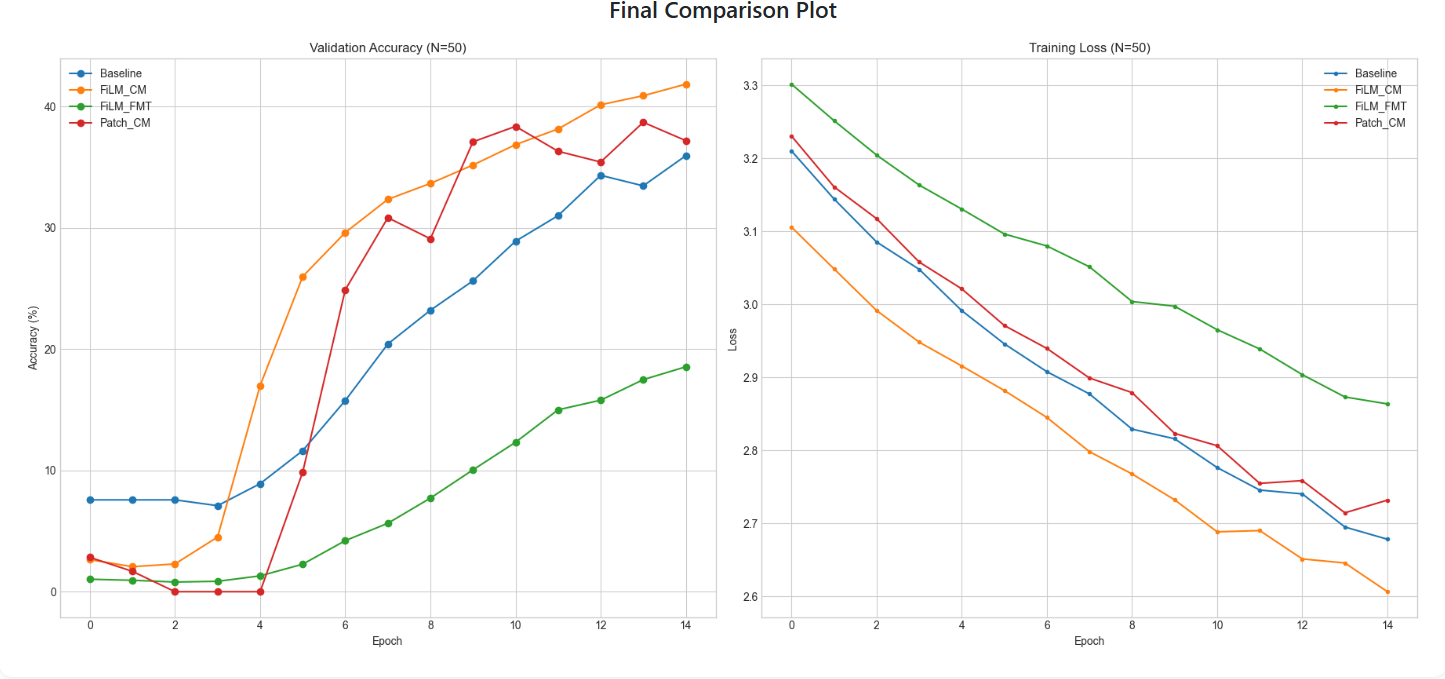 Final Comparison Plot
Validation Accuracy (N=50)
Baseline
FiLM_CM
FiLM_FMT
Patch_CM
40
30
20
10
0
Accuracy (%)
0 2 4 6 8 10 12 14
Epoch
Training Loss (N=50)
Baseline
FiLM_CM
FiLM_FMT
Patch_CM
3.3
3.2
3.1
3.0
2.9
2.8
2.7
2.6
Loss
0 2 4 6 8 10 12 14
Epoch